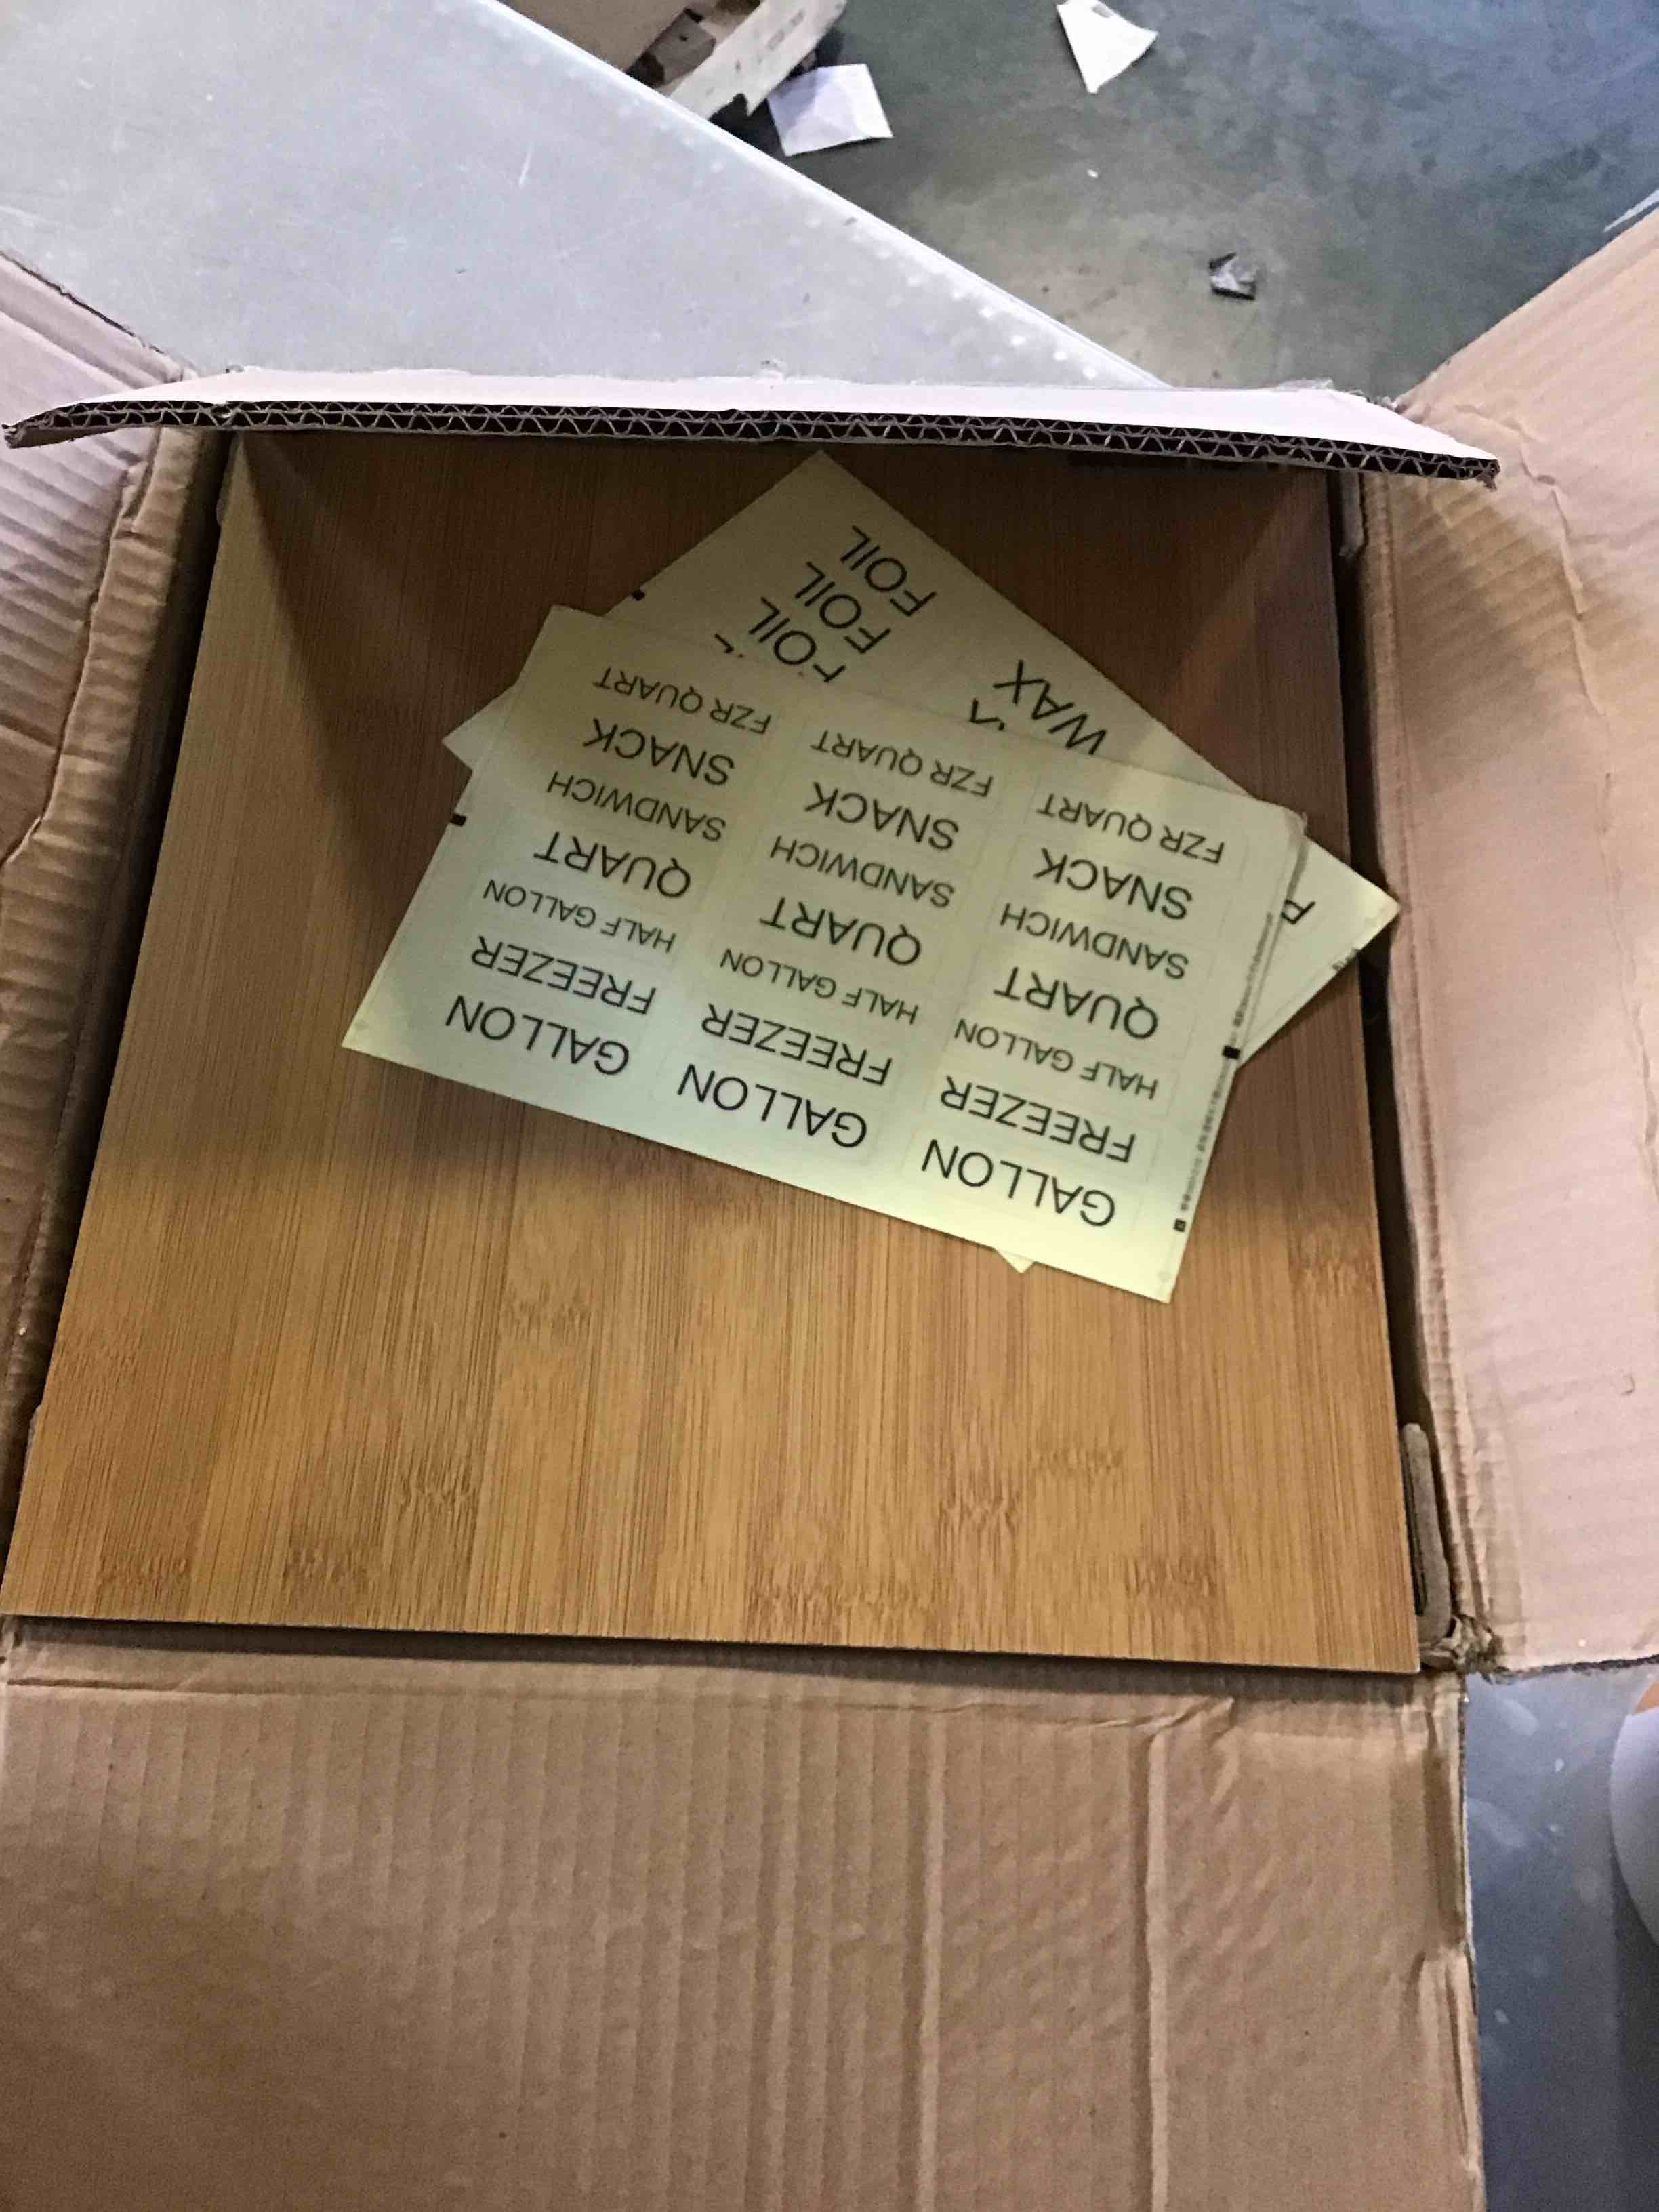 GALLON GALLON GALLON
FREEZER FREEZER FREEZER
HALF GALLON HALF GALLON HALF GALLON
QUART QUART QUART
SANDWICH SANDWICH SANDWICH
SNACK SNACK SNACK
FZR QUART FZR QUART FZR QUART
WAX
FOIL
FOIL
FOIL